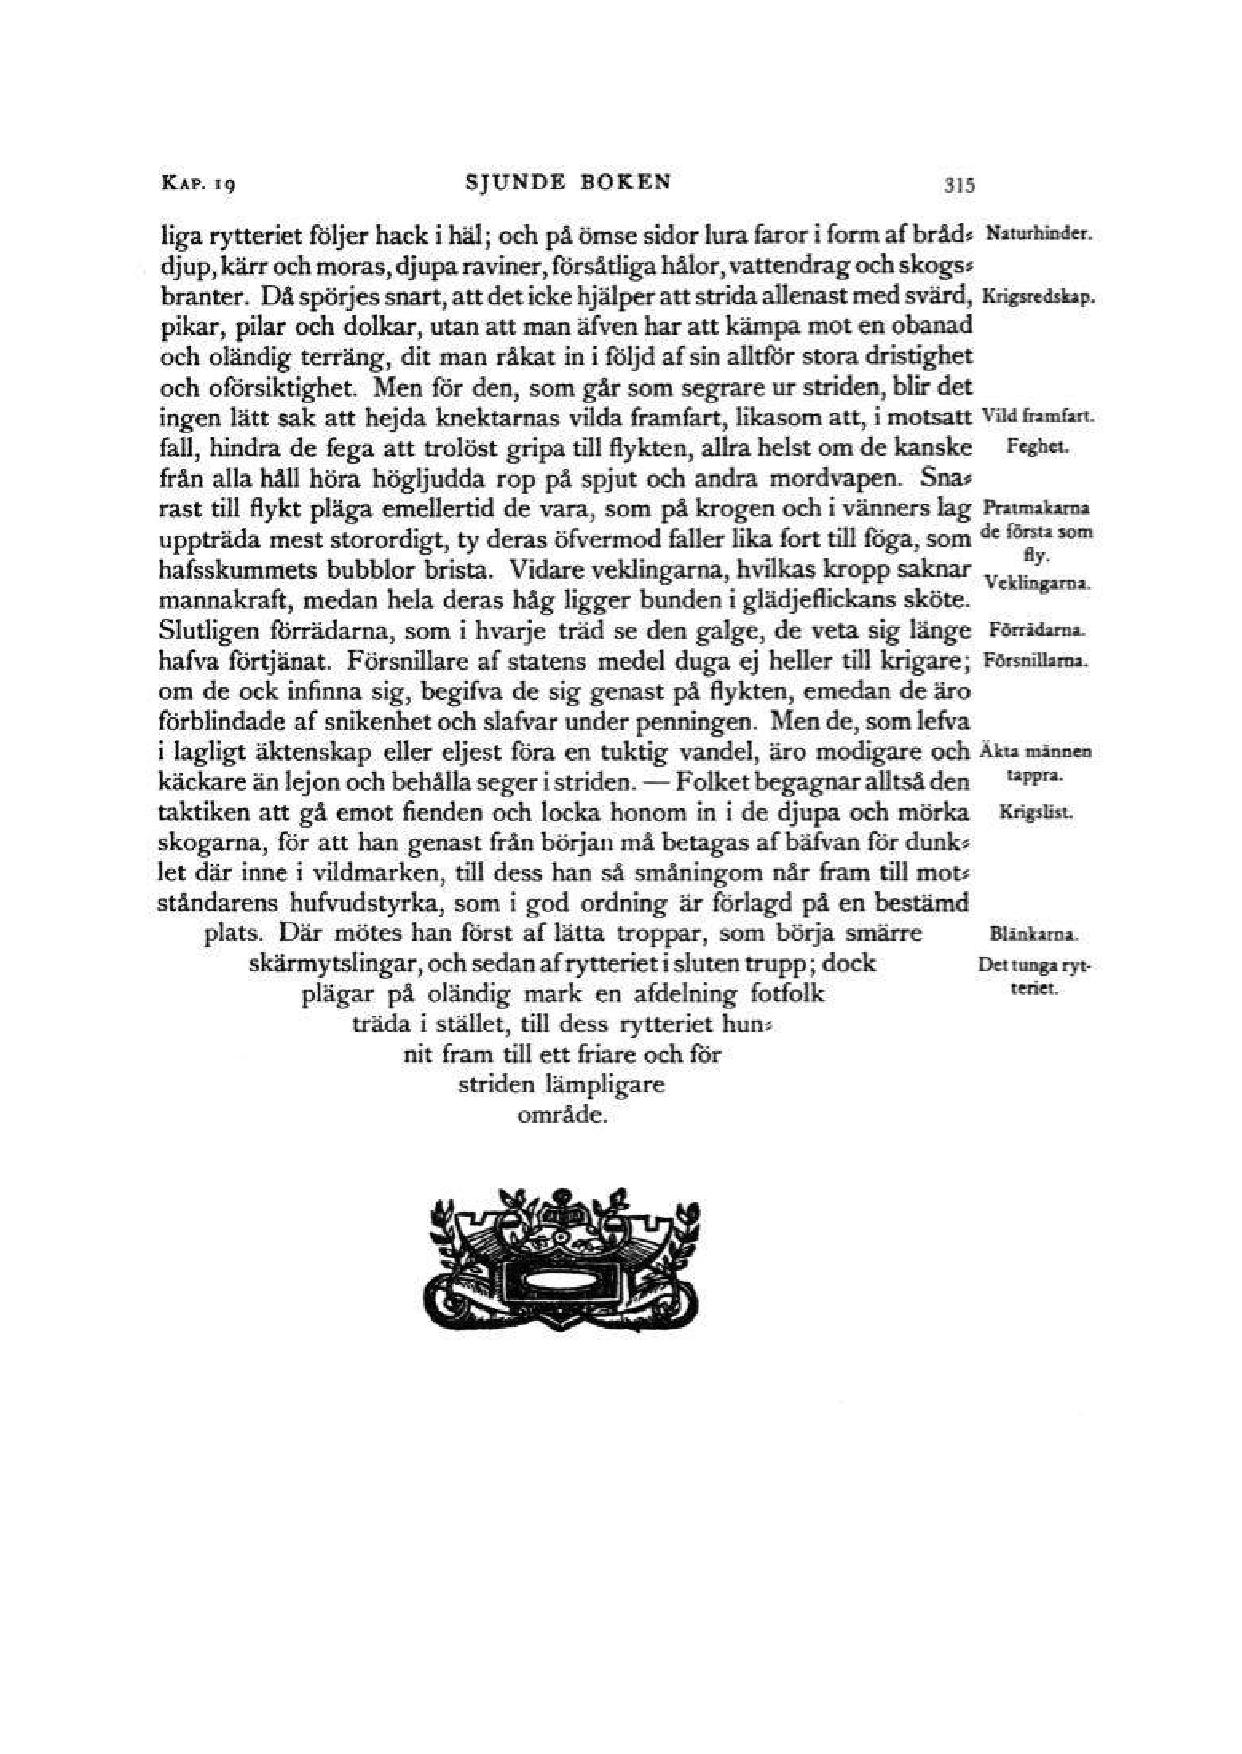 KAP. 19 SJUNDE BOKEN 315
liga rytteriet följer hack i häl; och på ömse sidor lura faror i form af bråd- Naturhinder.
djup, kärr och moras, djupa raviner, försåtliga hålor, vattendrag och skogs-
branter. Då spörjes snart, att det icke hjälper att strida allenast med svärd, Krigsredskap.
pikar, pilar och dolkar, utan att man äfven har att kämpa mot en obanad
och oländig terräng, dit man råkat in i följd af sin alltför stora dristighet
och oförsiktighet. Men för den, som går som segrare ur striden, blir det
ingen lätt sak att hejda knektarnas vilda framfart, likasom att, i motsatt Vild framfart.
fall, hindra de fega att trolöst gripa till flykten, allra helst om de kanske Feghet.
från alla håll höra högljudda rop på spjut och andra mordvapen. Sna-
rast till flykt pläga emellertid de vara, som på krogen och i vänners lag Pratmakarna
uppträda mest storordigt, ty deras öfvermod faller lika fort till föga, som de första som
fly.
hafsskummets bubblor brista. Vidare veklingarna, hvilkas kropp saknar
Veklingarna.
mannakraft, medan hela deras håg ligger bunden i glädjeflickans sköte.
Slutligen förrädarna, som i hvarje träd se den galge, de veta sig länge Förrädarna.
hafva förtjänat. Försnillare af statens medel duga ej heller till krigare; Försnillarna.
om de ock infinna sig, begifva de sig genast på flykten, emedan de äro
förblindade af snikenhet och slafvar under penningen. Men de, som lefva
i lagligt äktenskap eller eljest föra en tuktig vandel, äro modigare och Äkta männen
käckare än lejon och behålla seger i striden. — Folket begagnar alltså den tappra.
taktiken att gå emot fienden och locka honom in i de djupa och mörka Krigslist.
skogarna, för att han genast från början må betagas af bäfvan för dunk-
let där inne i vildmarken, till dess han så småningom når fram till mot-
ståndarens hufvudstyrka, som i god ordning är förlagd på en bestämd
plats. Där mötes han först af lätta troppar, som börja smärre Blänkarna.
skärmytslingar, och sedan af rytteriet i sluten trupp; dock Det tunga ryt-
plägar på oländig mark en afdelning fotfolk teriet.
träda i stället, till dess rytteriet hun-
nit fram till ett friare och för
striden lämpligare
område.